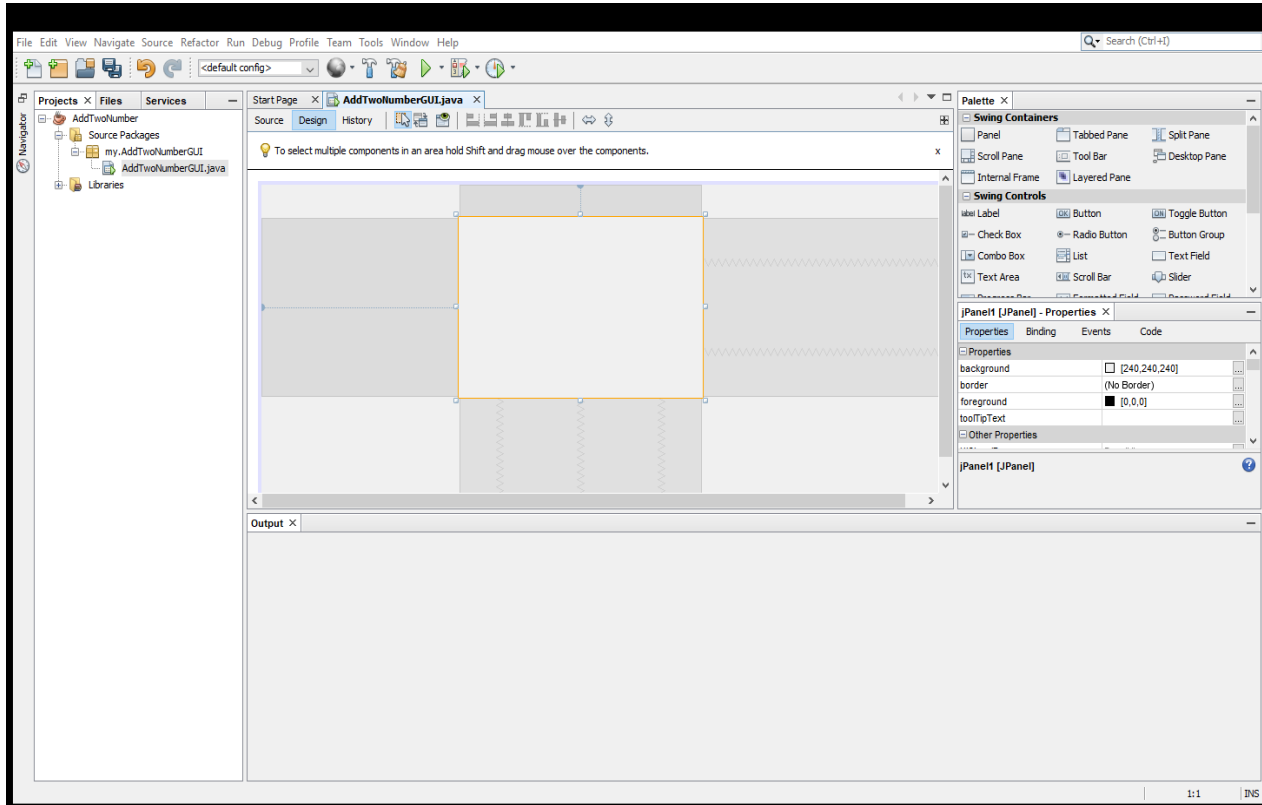 File Edit View Navigate Source Refactor Run Debug Profile Team Tools Window Help
Search (Ctrl+I)
<default config>
Navigator
Projects Files Services
AddTwoNumber
Source Packages
my.AddTwoNumberGUI
AddTwoNumberGUI.java
Libraries
Start Page AddTwoNumberGUI.java
Source Design History
To select multiple components in an area hold Shift and drag mouse over the components. x
Palette
Swing Containers
Panel Tabbed Pane Split Pane
Scroll Pane Tool Bar Desktop Pane
Internal Frame Layered Pane
Swing Controls
label Label OK Button ON Toggle Button
Check Box Radio Button Button Group
Combo Box List Text Field
tx Text Area Scroll Bar Slider
jPanel1 [JPanel] - Properties
Properties Binding Events Code
Properties
background [240,240,240] ...
border (No Border) ...
foreground [0,0,0] ...
toolTipText ...
Other Properties
jPanel1 [JPanel]
Output
1:1 INS